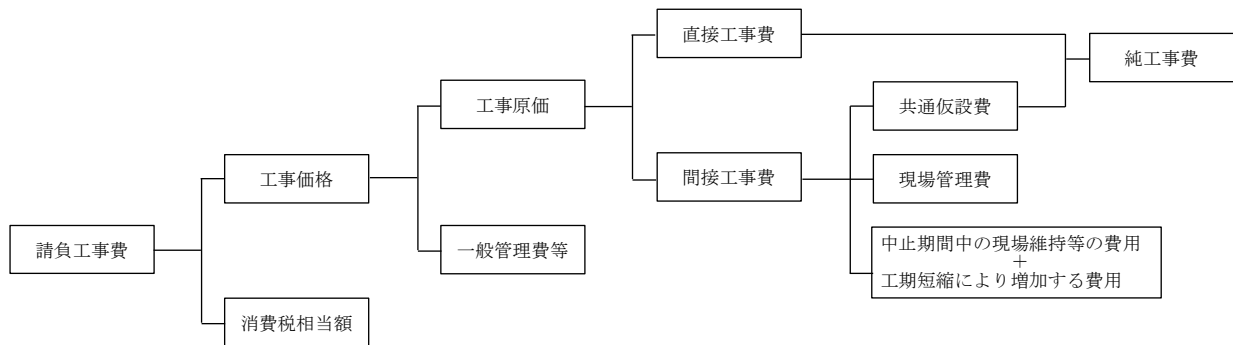 直接工事費
純工事費
工事原価
共通仮設費
工事価格
間接工事費
現場管理費
請負工事費
一般管理費等
中止期間中の現場維持等の費用
＋
工期短縮により増加する費用
消費税相当額